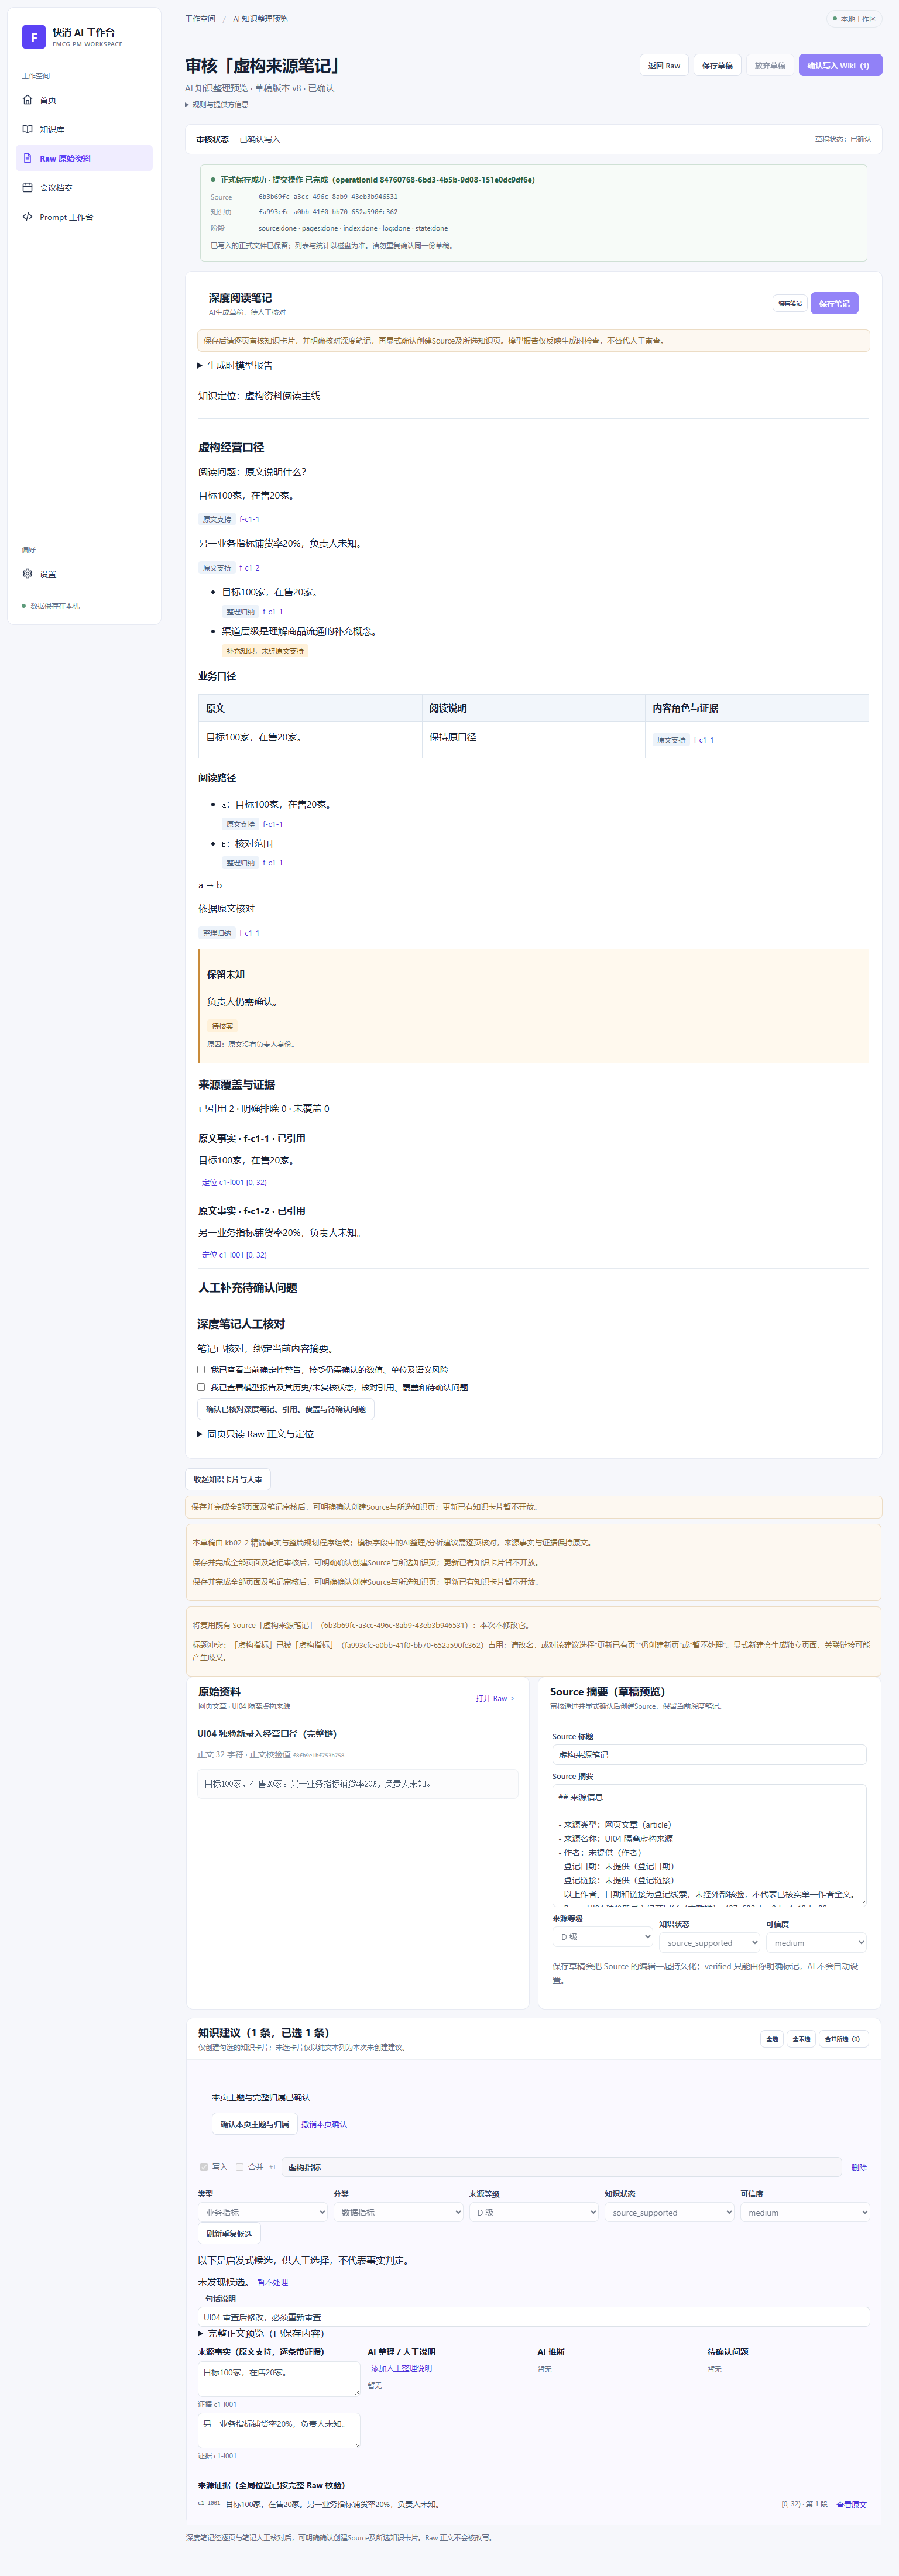 F
快消 AI 工作台
FMCG PM WORKSPACE
工作空间
首页
知识库
Raw 原始资料
会议档案
Prompt 工作台
偏好
设置
数据保存在本机
工作空间 / AI 知识整理预览
本地工作区
审核「虚构来源笔记」
返回 Raw
保存草稿
放弃草稿
确认写入 Wiki（1）
AI 知识整理预览 · 草稿版本 v8 · 已确认
规则与提供方信息
审核状态 已确认写入
草稿状态：已确认
正式保存成功 · 提交操作 已完成（operationId 84760768-6bd3-4b5b-9d08-151e0dc9df6e）
Source 6b3b69fc-a3cc-496c-8ab9-43eb3b946531
知识页 fa993cfc-a0bb-41f0-bb70-652a590fc362
阶段 source:done · pages:done · index:done · log:done · state:done
已写入的正式文件已保留；列表与统计以磁盘为准。请勿重复确认同一份草稿。
深度阅读笔记
AI生成草稿，待人工核对
编辑笔记
保存笔记
保存后请逐页审核知识卡片，并明确核对深度笔记，再显式确认创建Source及所选知识页。模型报告仅反映生成时检查，不替代人工审查。
生成时模型报告
知识定位：虚构资料阅读主线
虚构经营口径
阅读问题：原文说明什么？
目标100家，在售20家。
原文支持 f-c1-1
另一业务指标铺货率20%，负责人未知。
原文支持 f-c1-2
目标100家，在售20家。
整理归纳 f-c1-1
渠道层级是理解商品流通的补充概念。
补充知识，未经原文支持
业务口径
原文 阅读说明 内容角色与证据
目标100家，在售20家。 保持原口径 原文支持 f-c1-1
阅读路径
a：目标100家，在售20家。
原文支持 f-c1-1
b：核对范围
整理归纳 f-c1-1
a → b
依据原文核对
整理归纳 f-c1-1
保留未知
负责人仍需确认。
待核实
原因：原文没有负责人身份。
来源覆盖与证据
已引用 2 · 明确排除 0 · 未覆盖 0
原文事实 · f-c1-1 · 已引用
目标100家，在售20家。
定位 c1-l001 [0, 32)
原文事实 · f-c1-2 · 已引用
另一业务指标铺货率20%，负责人未知。
定位 c1-l001 [0, 32)
人工补充待确认问题
深度笔记人工核对
笔记已核对，绑定当前内容摘要。
我已查看当前确定性警告，接受仍需确认的数值、单位及语义风险
我已查看模型报告及其历史/未复核状态，核对引用、覆盖和待确认问题
确认已核对深度笔记、引用、覆盖与待确认问题
同页只读 Raw 正文与定位
收起知识卡片与人审
保存并完成全部页面及笔记审核后，可明确确认创建Source与所选知识页；更新已有知识卡片暂不开放。
本草稿由 kb02-2 精简事实与整篇规划程序组装；模板字段中的AI整理/分析建议需逐页核对，来源事实与证据保持原文。
保存并完成全部页面及笔记审核后，可明确确认创建Source与所选知识页；更新已有知识卡片暂不开放。
保存并完成全部页面及笔记审核后，可明确确认创建Source与所选知识页；更新已有知识卡片暂不开放。
将复用既有 Source「虚构来源笔记」（6b3b69fc-a3cc-496c-8ab9-43eb3b946531）；本次不修改它。
标题冲突：「虚构指标」已被「虚构指标」（fa993cfc-a0bb-41f0-bb70-652a590fc362）占用；请改名，或对该建议选择"更新已有页""仍创建新页"或"暂不处理"。显式新建会生成独立页面，关联链接可能
产生歧义。
原始资料
网页文章 · UI04 隔离虚构来源
打开 Raw ›
UI04 独验新录入经营口径（完整链）
正文 32 字符 · 正文校验值
目标100家，在售20家。另一业务指标铺货率20%，负责人未知。
Source 摘要（草稿预览）
审核通过并显式确认后创建Source，保留当前深度笔记。
Source 标题
虚构来源笔记
Source 摘要
## 来源信息
- 来源类型：网页文章（article）
- 来源名称：UI04 隔离虚构来源
- 作者：未提供（作者）
- 登记日期：未提供（登记日期）
- 登记链接：未提供（登记链接）
- 以上作者、日期和链接为登记线索，未经外部核验，不代表已核实单一作者全文。
来源等级 知识状态 可信度
D 级 source_supported medium
保存草稿会把 Source 的编辑一起持久化；verified 只能由你明确标记，AI 不会自动设
置。
知识建议（1 条，已选 1 条）
仅创建勾选的知识卡片；未选卡片仅以纯文本列为本次未创建建议。
全选
全不选
合并所选（0）
本页主题与完整归属已确认
确认本页主题与归属
撤销本页确认
写入 合并 #1 虚构指标 删除
类型 分类 来源等级 知识状态 可信度
业务指标 数据指标 D 级 source_supported medium
刷新重复候选
以下是启发式候选，供人工选择，不代表事实判定。
未发现候选。 暂不处理
一句话说明
UI04 审查后修改，必须重新审查
完整正文预览（已保存内容）
来源事实（原文支持，逐条带证据） AI 整理 / 人工说明 AI 推断 待确认问题
目标100家，在售20家。 添加人工整理说明 暂无 暂无
暂无
证据 c1-l001
另一业务指标铺货率20%，负责人未知。
证据 c1-l001
来源证据（全局位置已按完整 Raw 校验）
c1-l001 目标100家，在售20家。另一业务指标铺货率20%，负责人未知。 [0, 32) · 第 1 段 查看原文
深度笔记经逐页与笔记人工核对后，可明确确认创建Source及所选知识卡片。Raw 正文不会被改写。